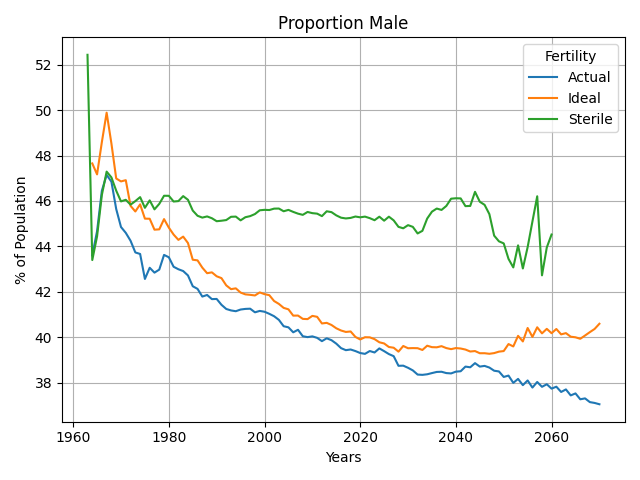 Proportion Male
% of Population
52
50
48
46
44
42
40
38
Fertility
Actual
Ideal
Sterile
1960 1980 2000 2020 2040 2060
Years